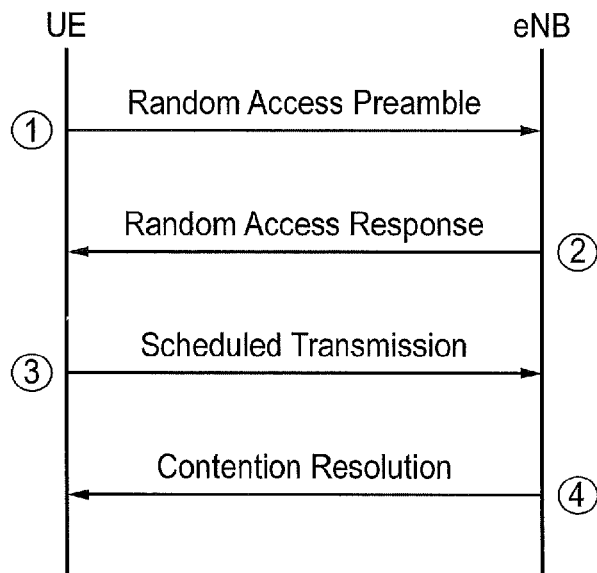 UE eNB
Random Access Preamble
①
Random Access Response
②
Scheduled Transmission
③
Contention Resolution
④